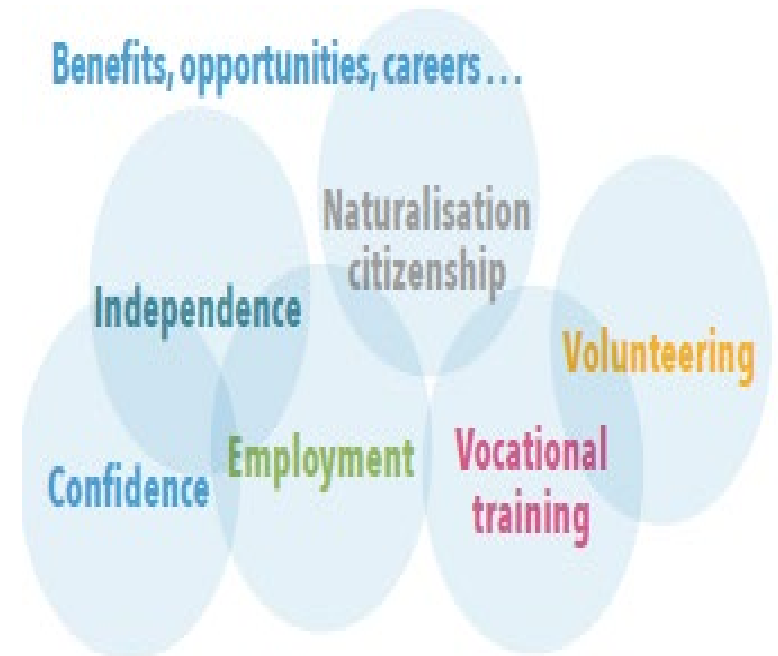 Benefits, opportunities, careers . . .
Naturalisation
citizenship
Independence
Volunteering
Employment
Vocational
training
Confidence